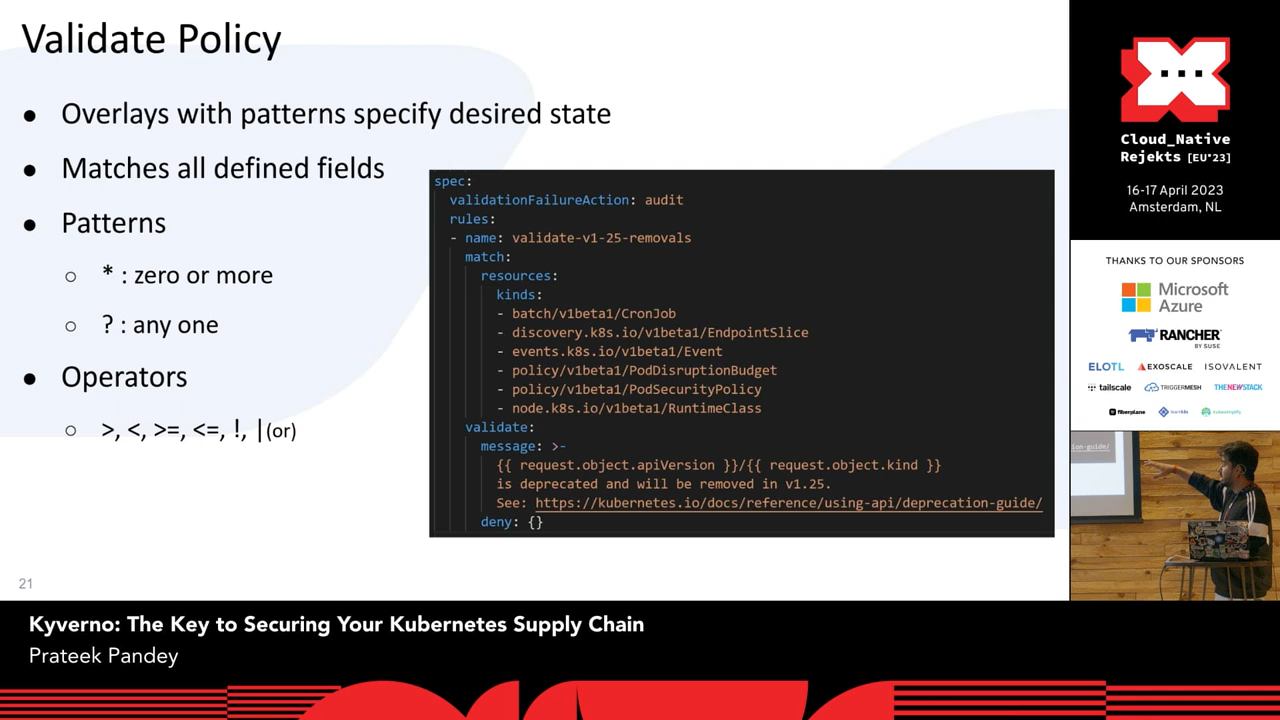 Validate Policy
● Overlays with patterns specify desired state
● Matches all defined fields
● Patterns
○ * : zero or more
○ ? : any one
● Operators
○ >, <, >=, <=, !, |(or)
spec:
validationFailureAction: audit
rules:
- name: validate-v1-25-removals
match:
resources:
kinds:
- batch/v1beta1/CronJob
- discovery.k8s.io/v1beta1/EndpointSlice
- events.k8s.io/v1beta1/Event
- policy/v1beta1/PodDisruptionBudget
- policy/v1beta1/PodSecurityPolicy
- node.k8s.io/v1beta1/RuntimeClass
validate:
message: >-
{{ request.object.apiVersion }}/{{ request.object.kind }}
is deprecated and will be removed in v1.25.
See: https://kubernetes.io/docs/reference/using-api/deprecation-guide/
deny: {}
21
Cloud_Native
Rejekts [EU'23]
16-17 April 2023
Amsterdam, NL
THANKS TO OUR SPONSORS
Microsoft
Azure
RANCHER
BY SUSE
ELOTL EXOSCALE ISOVALENT
tailscale TRIGGERMESH THENEWSTACK
fiberplane kubesimplify
ion-guide/
Kyverno: The Key to Securing Your Kubernetes Supply Chain
Prateek Pandey